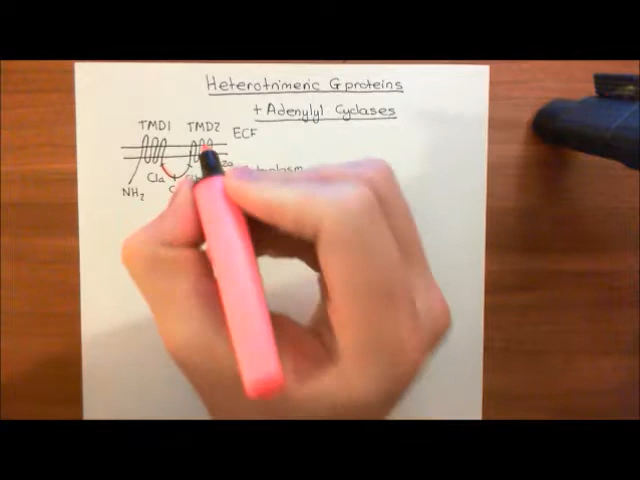 Heterotrimeric G proteins
+ Adenylyl Cyclases
TMD1 TMD2 ECF
C1a
NH2